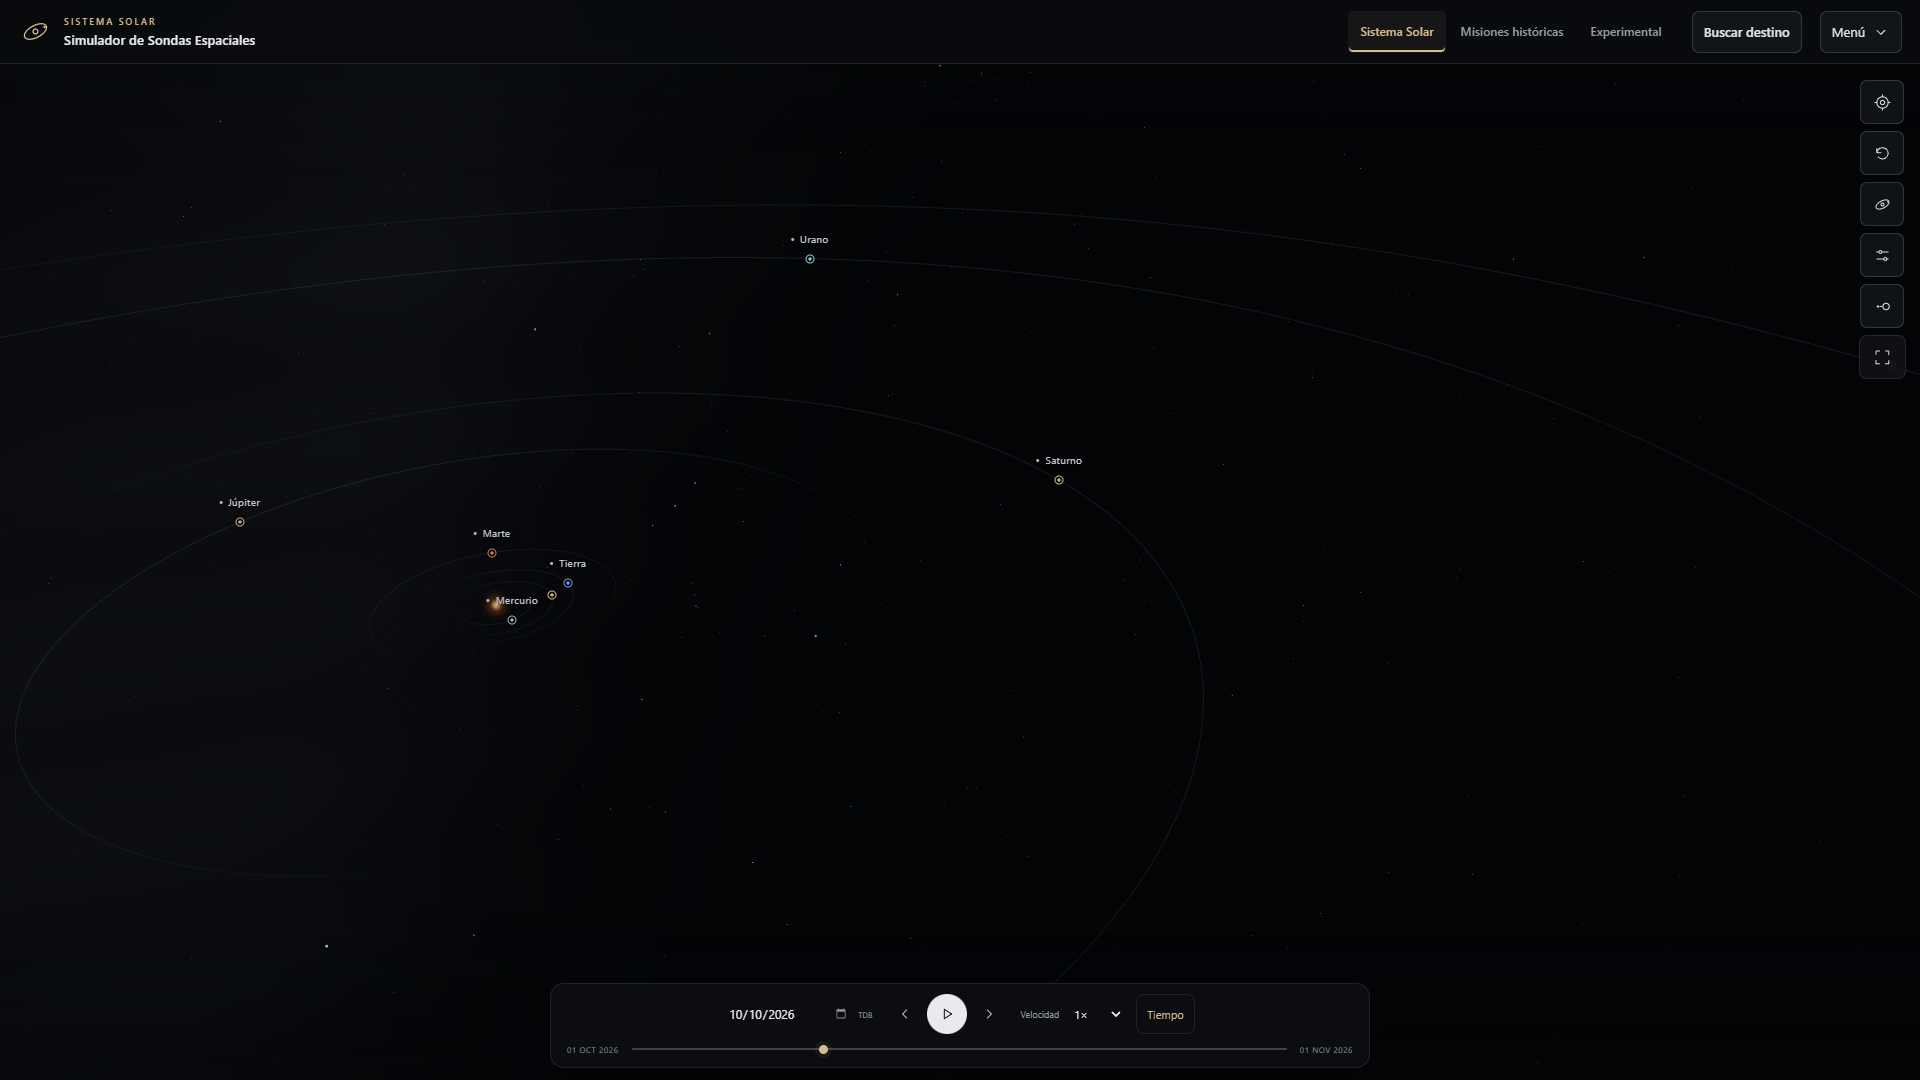 SISTEMA SOLAR
Simulador de Sondas Espaciales
Sistema Solar
Misiones históricas
Experimental
Buscar destino
Menú
Urano
Saturno
Júpiter
Marte
Tierra
Mercurio
10/10/2026
TDB
Velocidad
1×
Tiempo
01 OCT 2026
01 NOV 2026